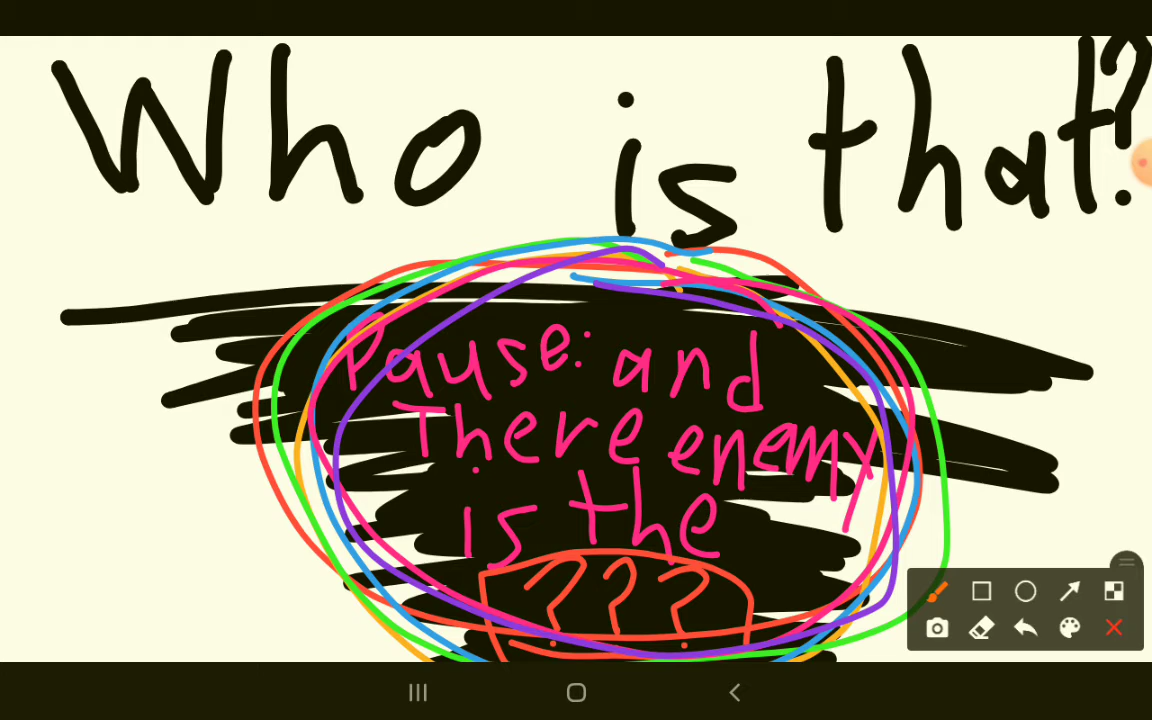 Who is that?
Pause: and
There enemy
is the
???